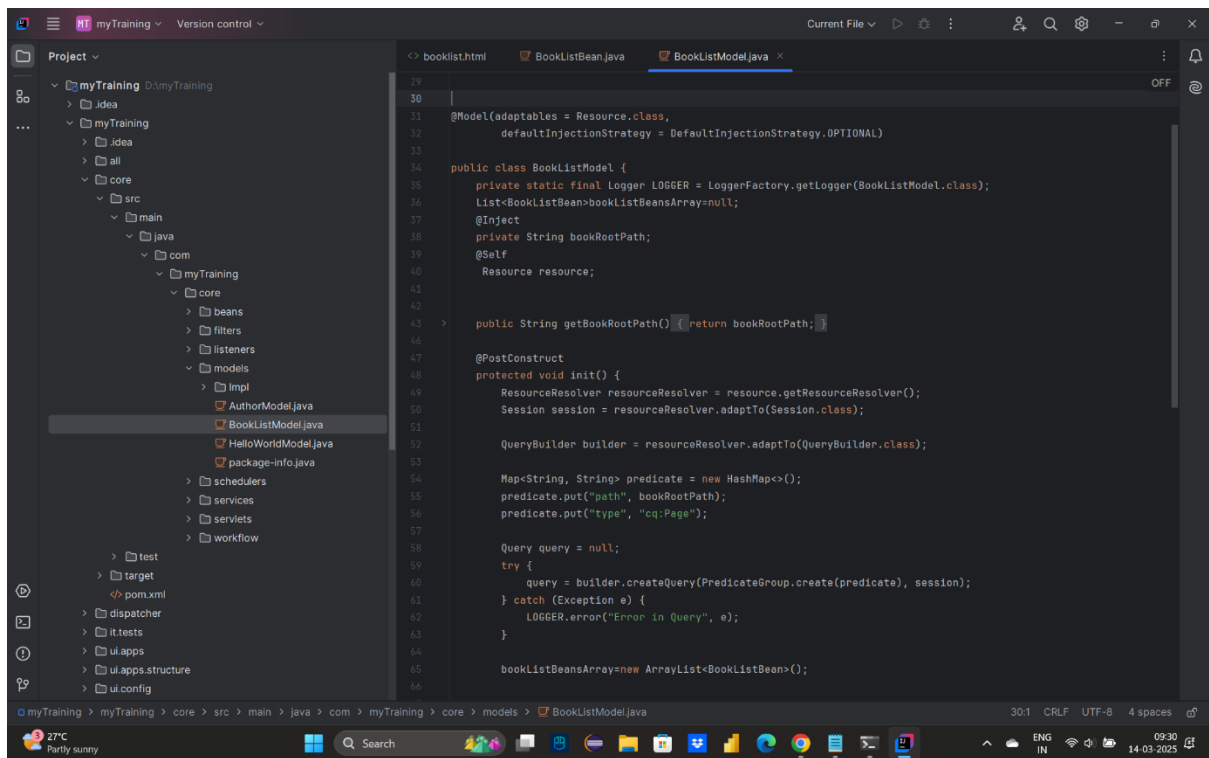 MT myTraining Version control Current File
Project
booklist.html BookListBean.java BookListModel.java
OFF
myTraining D:\myTraining
.idea
myTraining
.idea
all
core
src
main
java
com
myTraining
core
beans
filters
listeners
models
Impl
AuthorModel.java
BookListModel.java
HelloWorldModel.java
package-info.java
schedulers
services
servlets
workflow
test
target
pom.xml
dispatcher
it.tests
ui.apps
ui.apps.structure
ui.config
29
30
31 @Model(adaptables = Resource.class,
32 defaultInjectionStrategy = DefaultInjectionStrategy.OPTIONAL)
33
34 public class BookListModel {
35 private static final Logger LOGGER = LoggerFactory.getLogger(BookListModel.class);
36 List<BookListBean>bookListBeansArray=null;
37 @Inject
38 private String bookRootPath;
39 @Self
40 Resource resource;
41
42
43 public String getBookRootPath() { return bookRootPath; }
46
47 @PostConstruct
48 protected void init() {
49 ResourceResolver resourceResolver = resource.getResourceResolver();
50 Session session = resourceResolver.adaptTo(Session.class);
51
52 QueryBuilder builder = resourceResolver.adaptTo(QueryBuilder.class);
53
54 Map<String, String> predicate = new HashMap<>();
55 predicate.put("path", bookRootPath);
56 predicate.put("type", "cq:Page");
57
58 Query query = null;
59 try {
60 query = builder.createQuery(PredicateGroup.create(predicate), session);
61 } catch (Exception e) {
62 LOGGER.error("Error in Query", e);
63 }
64
65 bookListBeansArray=new ArrayList<BookListBean>();
66
myTraining > myTraining > core > src > main > java > com > myTraining > core > models > BookListModel.java 30:1 CRLF UTF-8 4 spaces
3 27°C
Partly sunny
Search
ENG
IN
09:30
14-03-2025